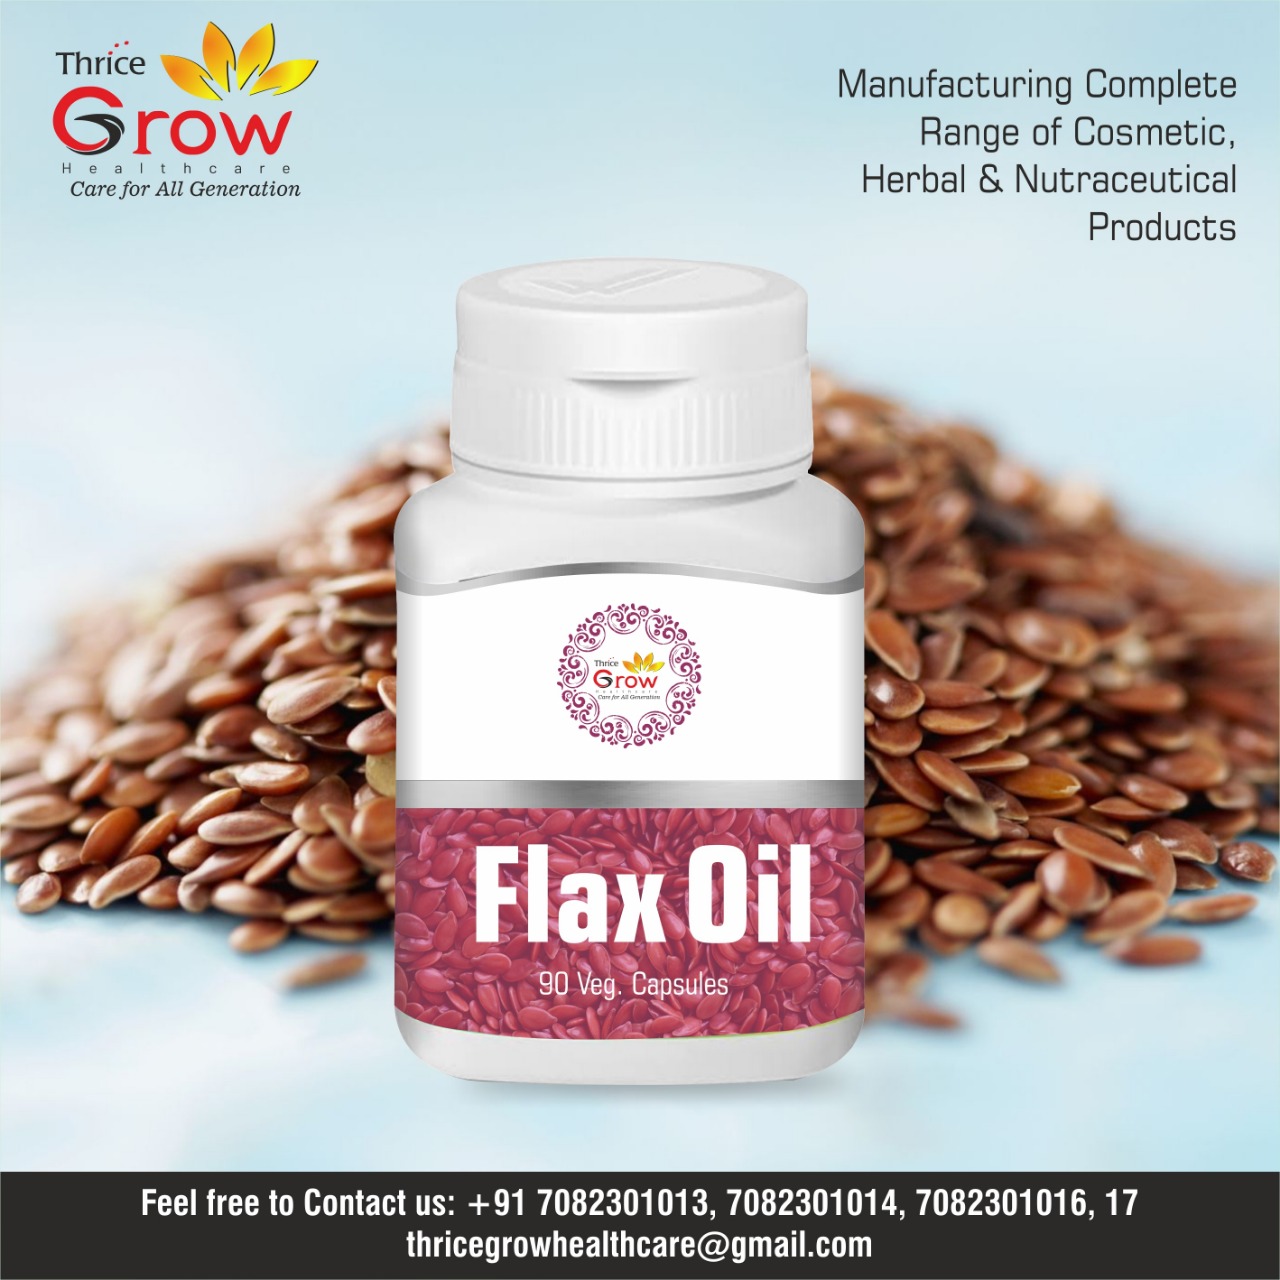 Thrice
Grow
Healthcare
Care for All Generation
Manufacturing Complete
Range of Cosmetic,
Herbal & Nutraceutical
Products
Thrice
Grow
Healthcare
Care for All Generation
Flax Oil
90 Veg. Capsules
Feel free to Contact us: +91 7082301013, 7082301014, 7082301016, 17
thricegrowhealthcare@gmail.com